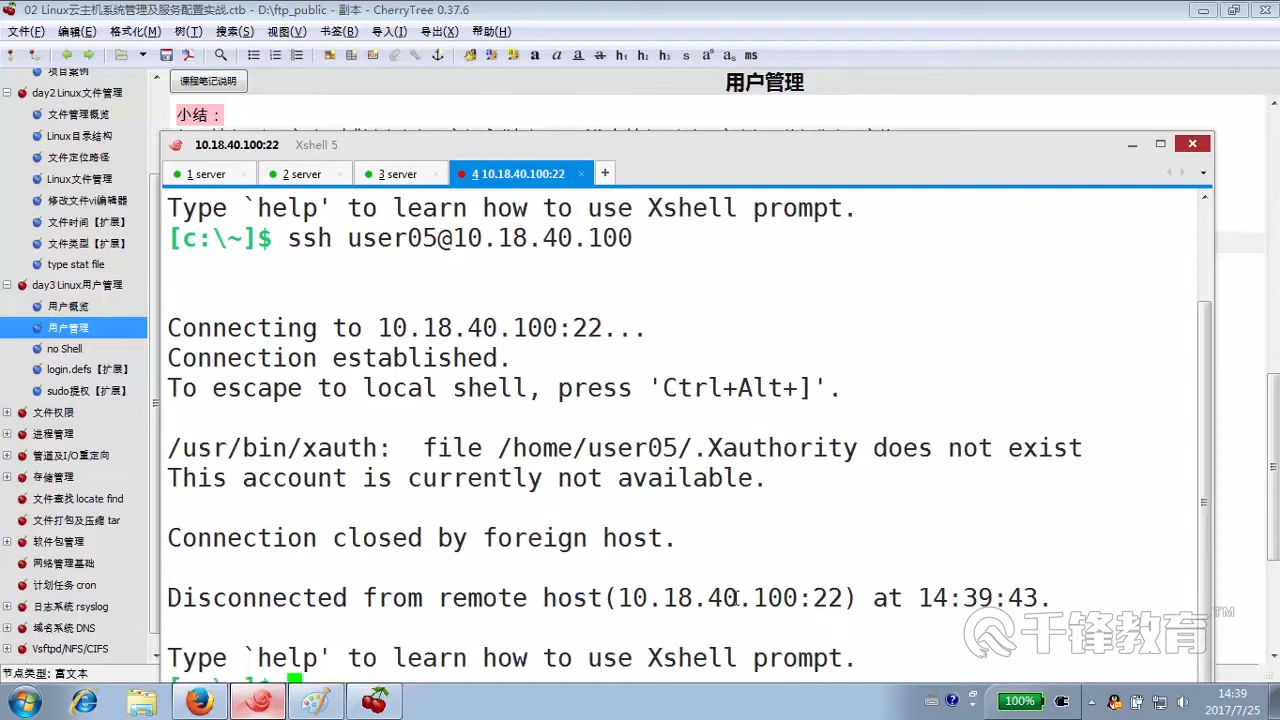 02 Linux云主机系统管理及服务配置实战.ctb - D:\ftp_public - 副本 - CherryTree 0.37.6
文件(F) 编辑(E) 格式化(M) 树(T) 搜索(S) 视图(V) 书签(B) 导入(I) 导出(X) 帮助(H)
a a a a h1 h2 h3 s aˢ aₛ ms
项目案例
day2 Linux文件管理
文件管理概览
Linux目录结构
文件定位路径
Linux文件管理
修改文件vi编辑器
文件时间【扩展】
文件类型【扩展】
type stat file
day3 Linux用户管理
用户概览
用户管理
no Shell
login.defs【扩展】
sudo提权【扩展】
文件权限
进程管理
管道及I/O重定向
存储管理
文件查找 locate find
文件打包及压缩 tar
软件包管理
网络管理基础
计划任务 cron
日志系统 rsyslog
域名系统 DNS
Vsftpd/NFS/CIFS
节点类型: 富文本
课程笔记说明
用户管理
小结：
10.18.40.100:22 Xshell 5
1 server 2 server 3 server 4 10.18.40.100:22 +
Type `help' to learn how to use Xshell prompt.
[c:\~]$ ssh user05@10.18.40.100
Connecting to 10.18.40.100:22...
Connection established.
To escape to local shell, press 'Ctrl+Alt+]'.
/usr/bin/xauth:  file /home/user05/.Xauthority does not exist
This account is currently not available.
Connection closed by foreign host.
Disconnected from remote host(10.18.40.100:22) at 14:39:43.
Type `help' to learn how to use Xshell prompt.
千锋教育™
100%
14:39
2017/7/25